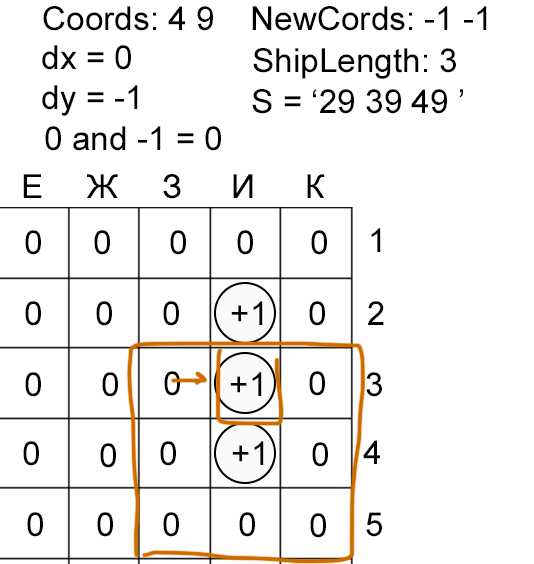 Coords: 4 9 NewCords: -1 -1
dx = 0 ShipLength: 3
dy = -1 S = ‘29 39 49 ’
0 and -1 = 0
Е Ж З И К
0 0 0 0 0 1
0 0 0 +1 0 2
0 0 0 +1 0 3
0 0 0 +1 0 4
0 0 0 0 0 5